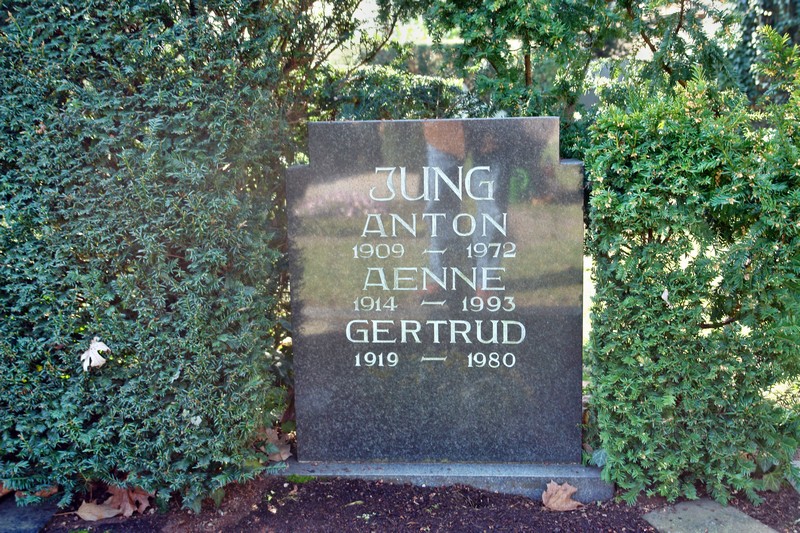 JUNG
ANTON
1909 — 1972
AENNE
1914 — 1993
GERTRUD
1919 — 1980